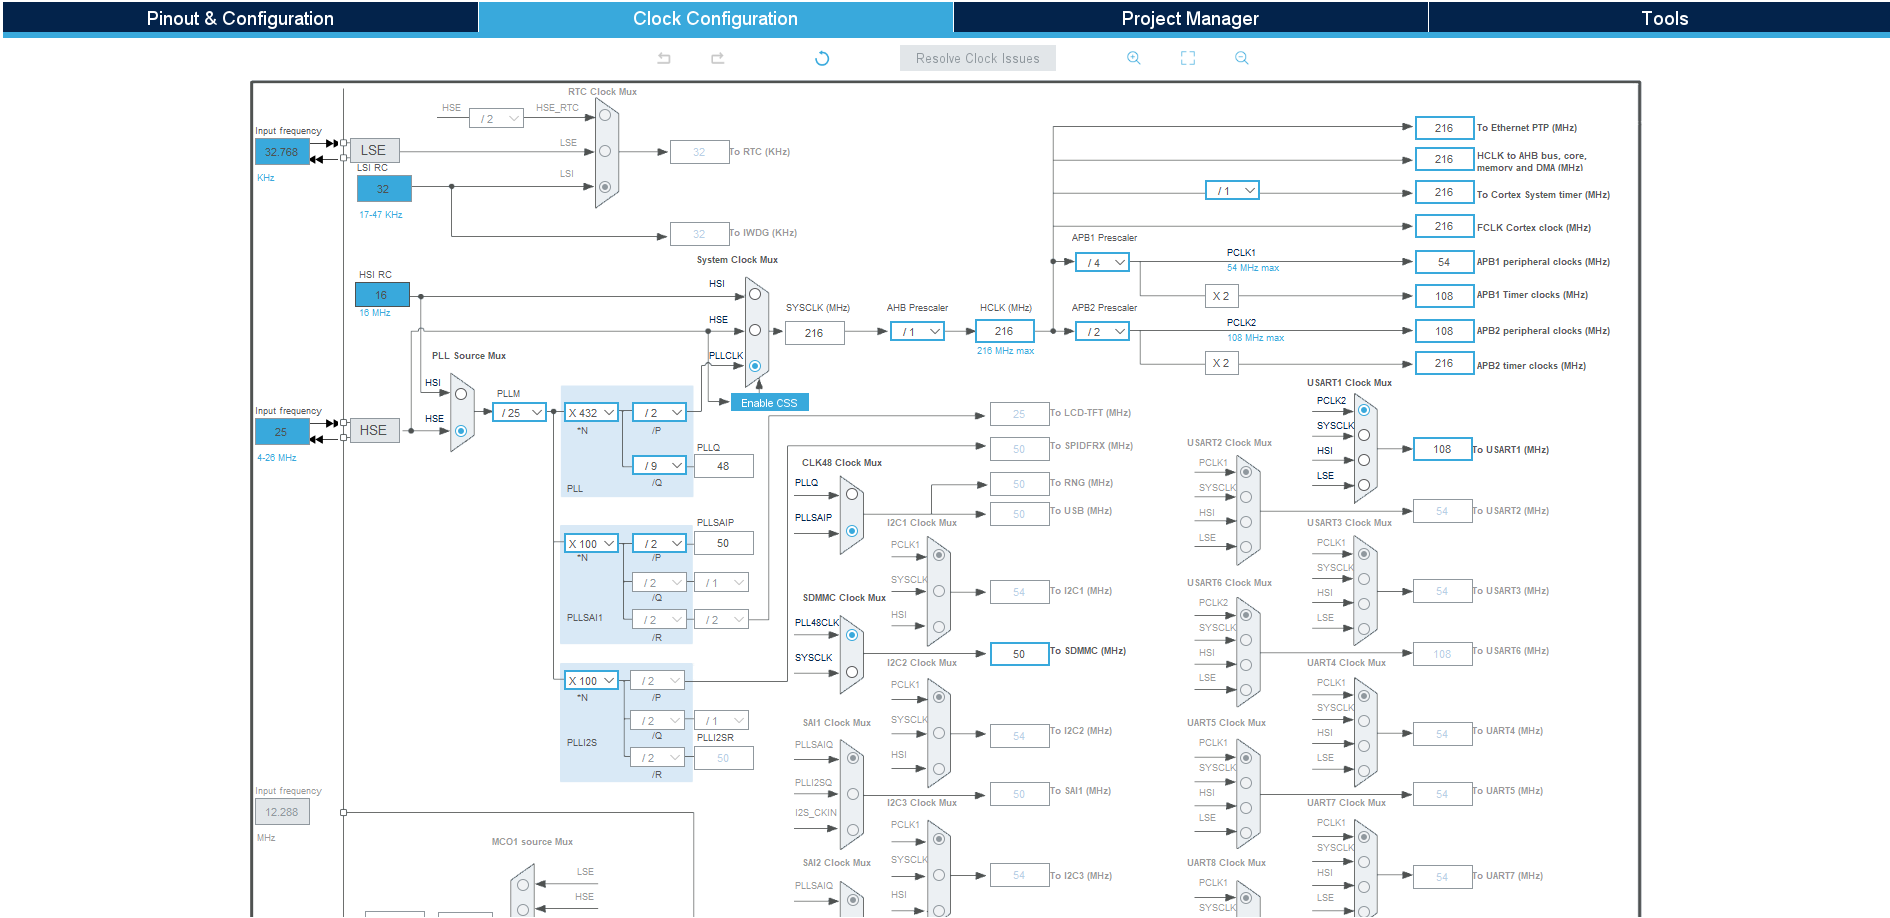 Pinout & Configuration
Clock Configuration
Project Manager
Tools
Resolve Clock Issues
RTC Clock Mux
HSE
/ 2
HSE_RTC
Input frequency
32.768
KHz
LSE
LSE
32
To RTC (KHz)
LSI RC
32
17-47 KHz
LSI
32
To IWDG (KHz)
216
To Ethernet PTP (MHz)
216
HCLK to AHB bus, core,
memory and DMA (MHz)
/ 1
216
To Cortex System timer (MHz)
216
FCLK Cortex clock (MHz)
APB1 Prescaler
/ 4
PCLK1
54 MHz max
54
APB1 peripheral clocks (MHz)
X 2
108
APB1 Timer clocks (MHz)
System Clock Mux
HSI RC
16
16 MHz
HSI
HSE
PLLCLK
SYSCLK (MHz)
216
AHB Prescaler
/ 1
HCLK (MHz)
216
216 MHz max
APB2 Prescaler
/ 2
PCLK2
108 MHz max
108
APB2 peripheral clocks (MHz)
X 2
216
APB2 timer clocks (MHz)
Enable CSS
PLL Source Mux
HSI
HSE
Input frequency
25
4-26 MHz
HSE
PLLM
/ 25
X 432
*N
/ 2
/P
/ 9
/Q
PLLQ
48
PLL
X 100
*N
/ 2
/P
PLLSAIP
50
/ 2
/Q
/ 1
/ 2
/R
/ 2
PLLSAI1
X 100
*N
/ 2
/P
/ 2
/Q
/ 1
/ 2
/R
PLLI2SR
50
PLLI2S
25
To LCD-TFT (MHz)
50
To SPIDFRX (MHz)
CLK48 Clock Mux
PLLQ
PLLSAIP
50
To RNG (MHz)
50
To USB (MHz)
I2C1 Clock Mux
PCLK1
SYSCLK
HSI
54
To I2C1 (MHz)
SDMMC Clock Mux
PLL48CLK
SYSCLK
50
To SDMMC (MHz)
I2C2 Clock Mux
PCLK1
SYSCLK
HSI
54
To I2C2 (MHz)
SAI1 Clock Mux
PLLSAIQ
PLLI2SQ
I2S_CKIN
50
To SAI1 (MHz)
I2C3 Clock Mux
PCLK1
SYSCLK
HSI
54
To I2C3 (MHz)
SAI2 Clock Mux
PLLSAIQ
USART1 Clock Mux
PCLK2
SYSCLK
HSI
LSE
108
To USART1 (MHz)
USART2 Clock Mux
PCLK1
SYSCLK
HSI
LSE
54
To USART2 (MHz)
USART3 Clock Mux
PCLK1
SYSCLK
HSI
LSE
54
To USART3 (MHz)
USART6 Clock Mux
PCLK2
SYSCLK
HSI
LSE
108
To USART6 (MHz)
UART4 Clock Mux
PCLK1
SYSCLK
HSI
LSE
54
To UART4 (MHz)
UART5 Clock Mux
PCLK1
SYSCLK
HSI
LSE
54
To UART5 (MHz)
UART7 Clock Mux
PCLK1
SYSCLK
HSI
LSE
54
To UART7 (MHz)
UART8 Clock Mux
PCLK1
SYSCLK
Input frequency
12.288
MHz
MCO1 source Mux
LSE
HSE